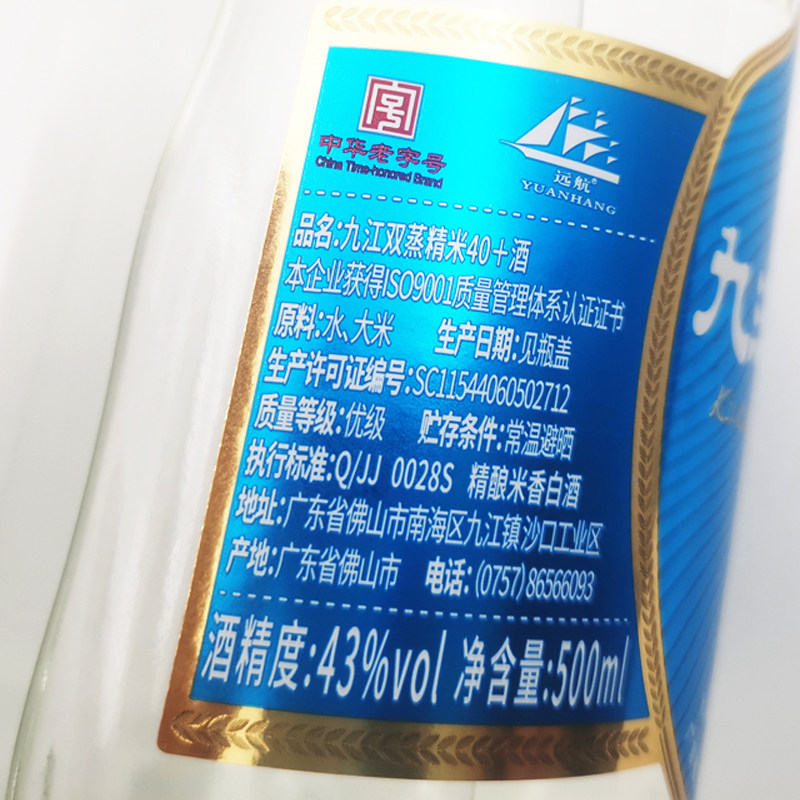 中华老字号
China Time-honored Brand
远航®
YUANHANG
品名:九江双蒸精米40+酒
本企业获得ISO9001质量管理体系认证证书
原料:水、大米 生产日期:见瓶盖
生产许可证编号:SC11544060502712
质量等级:优级 贮存条件:常温避晒
执行标准:Q/JJ 0028S 精酿米香白酒
地址:广东省佛山市南海区九江镇沙口工业区
产地:广东省佛山市 电话:(0757)86566093
酒精度:43%vol 净含量:500ml
九